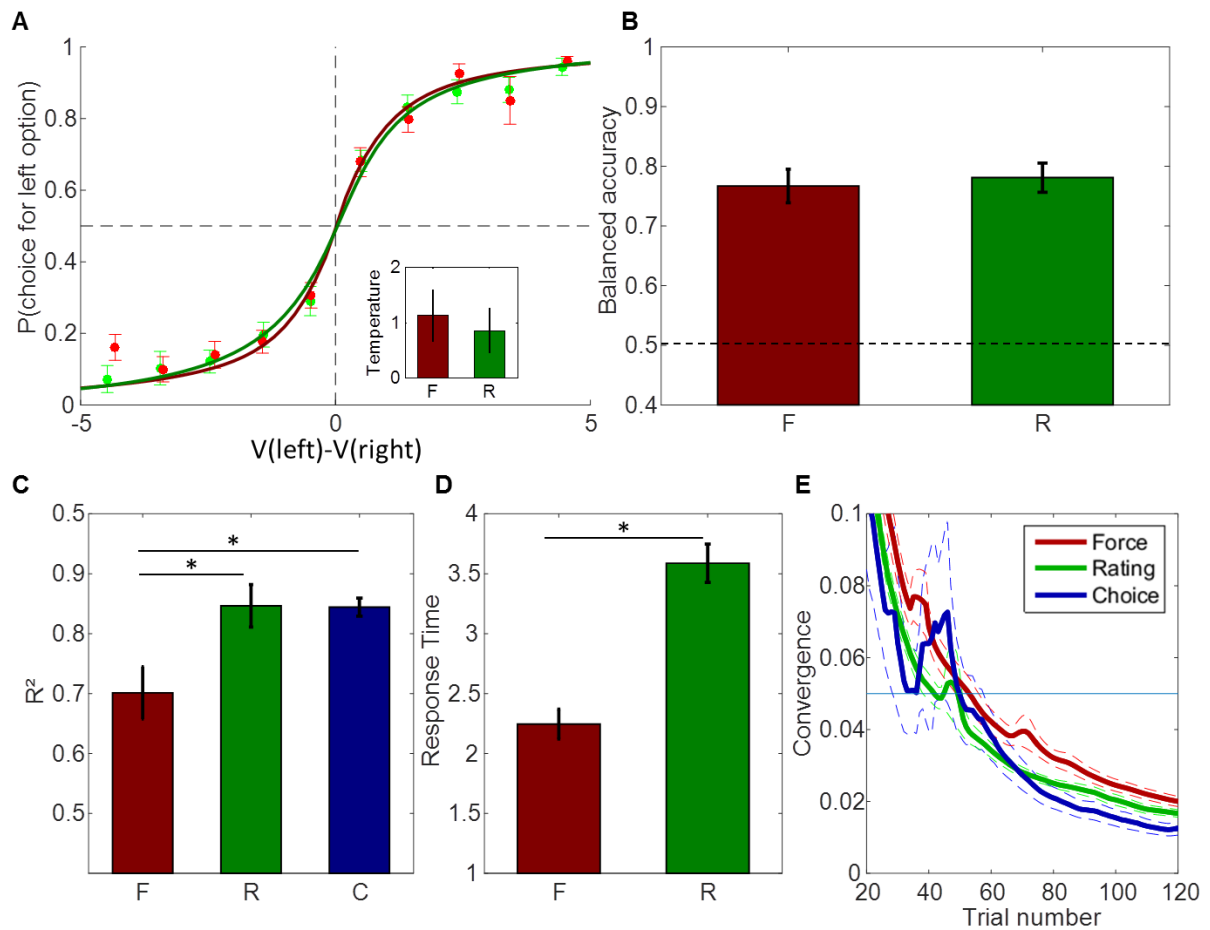 A
P(choice for left option)
1
0.8
0.6
0.4
0.2
0
-5
0
5
V(left)-V(right)
Temperature
2
1
0
F
R
B
Balanced accuracy
1
0.9
0.8
0.7
0.6
0.5
0.4
F
R
C
R²
0.5
0.9
0.8
0.7
0.6
0.5
*
*
F
R
C
D
Response Time
4
3.5
3
2.5
2
1.5
1
*
F
R
E
Convergence
0.1
0.08
0.06
0.04
0.02
0
Force
Rating
Choice
20
40
60
80
100
120
Trial number